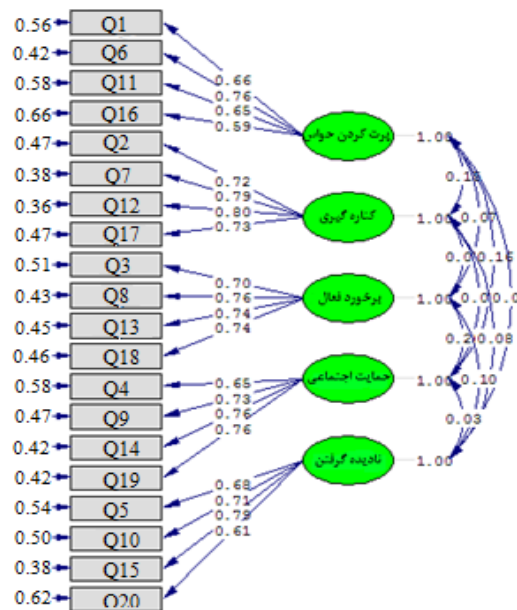 0.56 Q1
0.42 Q6
0.58 Q11
0.66 Q16
0.47 Q2
0.38 Q7
0.36 Q12
0.47 Q17
0.51 Q3
0.43 Q8
0.45 Q13
0.46 Q18
0.58 Q4
0.47 Q9
0.42 Q14
0.42 Q19
0.54 Q5
0.50 Q10
0.38 Q15
0.62 Q20
0.66
0.76
0.65
0.59
0.72
0.79
0.80
0.73
0.70
0.76
0.74
0.74
0.65
0.73
0.76
0.76
0.68
0.71
0.79
0.61
پرت کردن حواس 1.00
کناره گیری 1.00
برخورد فعال 1.00
حمایت اجتماعی 1.00
نادیده گرفتن 1.00
0.07
0.16
0.08
0.10
0.03